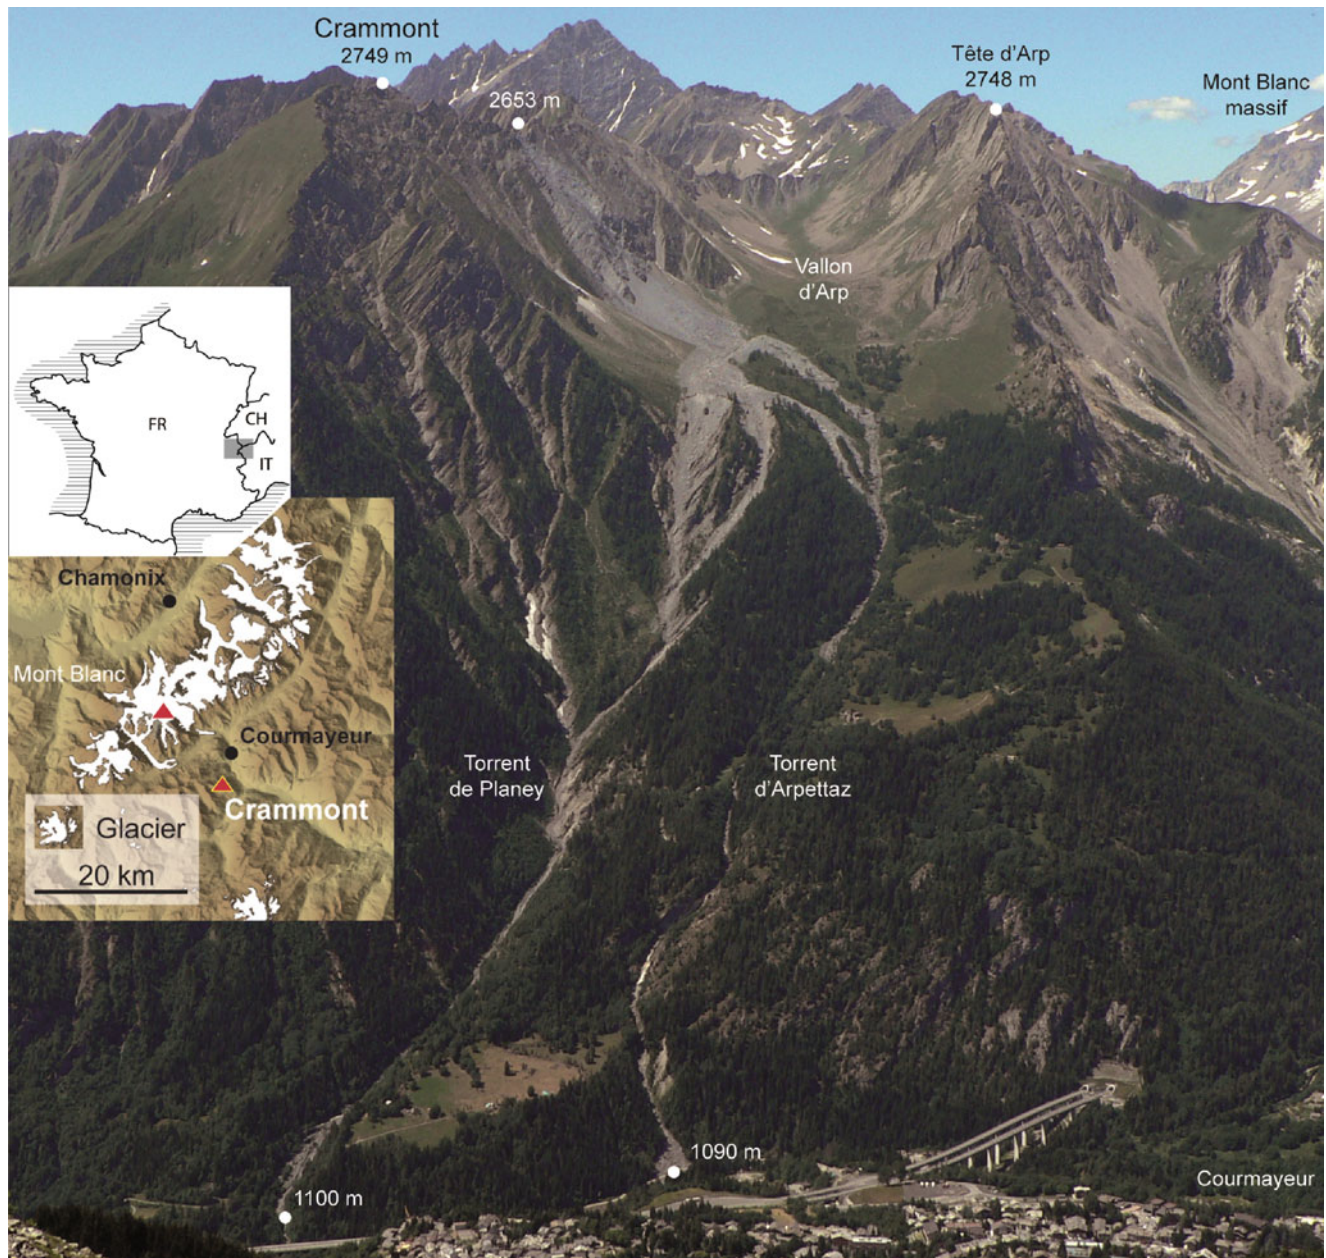 Crammont
2749 m
2653 m
Tête d'Arp
2748 m
Mont Blanc
massif
Vallon
d'Arp
FR
CH
IT
Chamonix
Mont Blanc
Courmayeur
Crammont
Glacier
20 km
Torrent
de Planey
Torrent
d'Arpettaz
1090 m
1100 m
Courmayeur